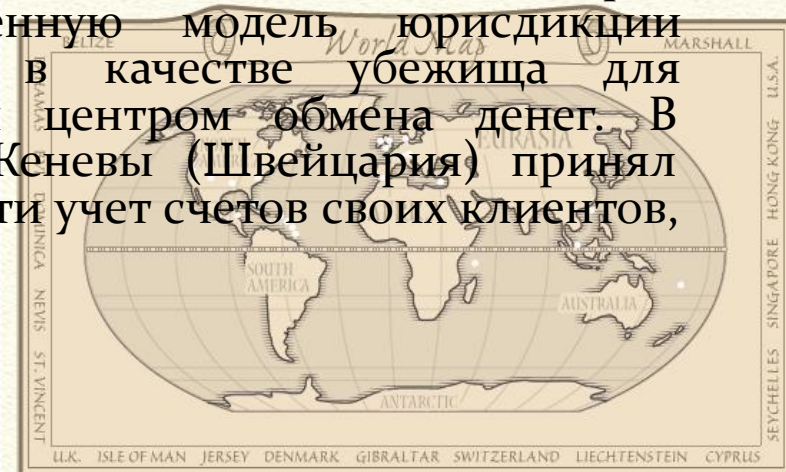 енную модель юрисдикции
в качестве убежища для
центром обмена денег. В
Женевы (Швейцария) принял
ти учет счетов своих клиентов,
World Map
BELIZE
MARSHALL
U.S.A.
HONG KONG
SINGAPORE
SEYCHELLES
DOMINICA
NEVIS
ST. VINCENT
EURASIA
SOUTH
AMERICA
AUSTRALIA
ANTARCTIC
U.K. ISLE OF MAN JERSEY DENMARK GIBRALTAR SWITZERLAND LIECHTENSTEIN CYPRUS